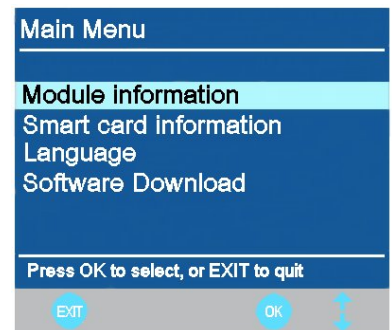 Main Menu
Module information
Smart card information
Language
Software Download
Press OK to select, or EXIT to quit
EXIT OK